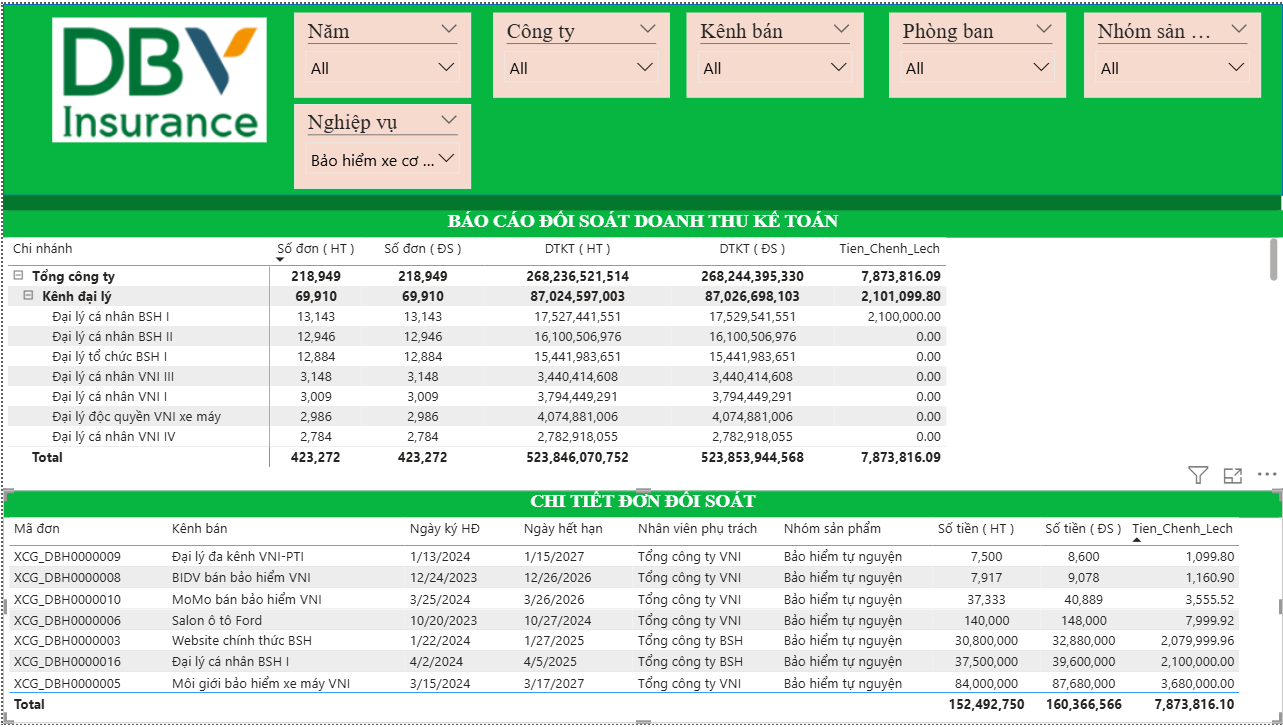 DBV
Insurance
Năm
All
Công ty
All
Kênh bán
All
Phòng ban
All
Nhóm sản ...
All
Nghiệp vụ
Bảo hiểm xe cơ ...
BÁO CÁO ĐỐI SOÁT DOANH THU KẾ TOÁN
Chi nhánh Số đơn ( HT ) Số đơn ( ĐS ) DTKT ( HT ) DTKT ( ĐS ) Tien_Chenh_Lech
Tổng công ty 218,949 218,949 268,236,521,514 268,244,395,330 7,873,816.09
Kênh đại lý 69,910 69,910 87,024,597,003 87,026,698,103 2,101,099.80
Đại lý cá nhân BSH I 13,143 13,143 17,527,441,551 17,529,541,551 2,100,000.00
Đại lý cá nhân BSH II 12,946 12,946 16,100,506,976 16,100,506,976 0.00
Đại lý tổ chức BSH I 12,884 12,884 15,441,983,651 15,441,983,651 0.00
Đại lý cá nhân VNI III 3,148 3,148 3,440,414,608 3,440,414,608 0.00
Đại lý cá nhân VNI I 3,009 3,009 3,794,449,291 3,794,449,291 0.00
Đại lý độc quyền VNI xe máy 2,986 2,986 4,074,881,006 4,074,881,006 0.00
Đại lý cá nhân VNI IV 2,784 2,784 2,782,918,055 2,782,918,055 0.00
Total 423,272 423,272 523,846,070,752 523,853,944,568 7,873,816.09
CHI TIẾT ĐƠN ĐỐI SOÁT
Mã đơn Kênh bán Ngày ký HĐ Ngày hết hạn Nhân viên phụ trách Nhóm sản phẩm Số tiền ( HT ) Số tiền ( ĐS ) Tien_Chenh_Lech
XCG_DBH0000009 Đại lý đa kênh VNI-PTI 1/13/2024 1/15/2027 Tổng công ty VNI Bảo hiểm tự nguyện 7,500 8,600 1,099.80
XCG_DBH0000008 BIDV bán bảo hiểm VNI 12/24/2023 12/26/2026 Tổng công ty VNI Bảo hiểm tự nguyện 7,917 9,078 1,160.90
XCG_DBH0000010 MoMo bán bảo hiểm VNI 3/25/2024 3/26/2026 Tổng công ty VNI Bảo hiểm tự nguyện 37,333 40,889 3,555.52
XCG_DBH0000006 Salon ô tô Ford 10/20/2023 10/27/2024 Tổng công ty VNI Bảo hiểm tự nguyện 140,000 148,000 7,999.92
XCG_DBH0000003 Website chính thức BSH 1/22/2024 1/27/2025 Tổng công ty BSH Bảo hiểm tự nguyện 30,800,000 32,880,000 2,079,999.96
XCG_DBH0000016 Đại lý cá nhân BSH I 4/2/2024 4/5/2025 Tổng công ty BSH Bảo hiểm tự nguyện 37,500,000 39,600,000 2,100,000.00
XCG_DBH0000005 Môi giới bảo hiểm xe máy VNI 3/15/2024 3/17/2027 Tổng công ty VNI Bảo hiểm tự nguyện 84,000,000 87,680,000 3,680,000.00
Total 152,492,750 160,366,566 7,873,816.10